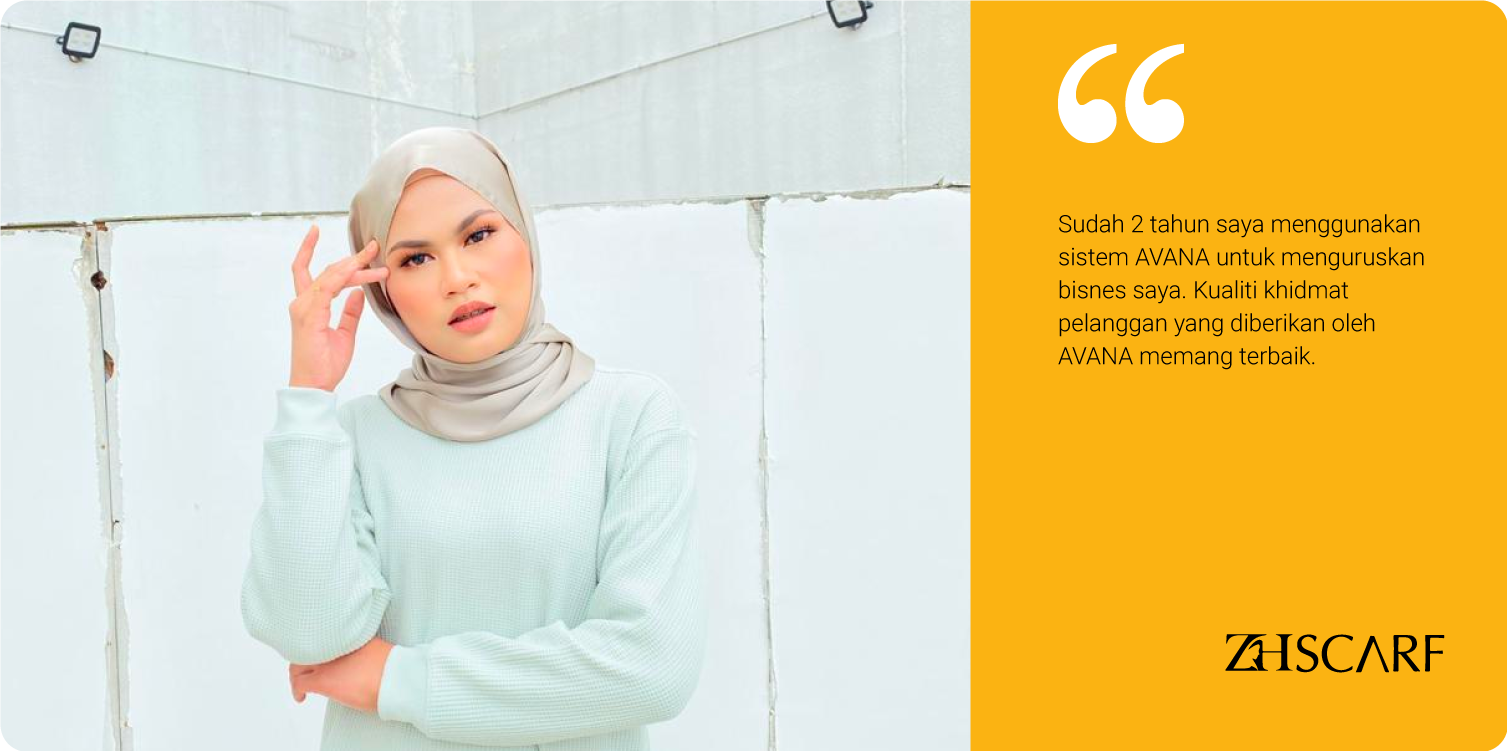 “
Sudah 2 tahun saya menggunakan
sistem AVANA untuk menguruskan
bisnes saya. Kualiti khidmat
pelanggan yang diberikan oleh
AVANA memang terbaik.
ZHSCARF